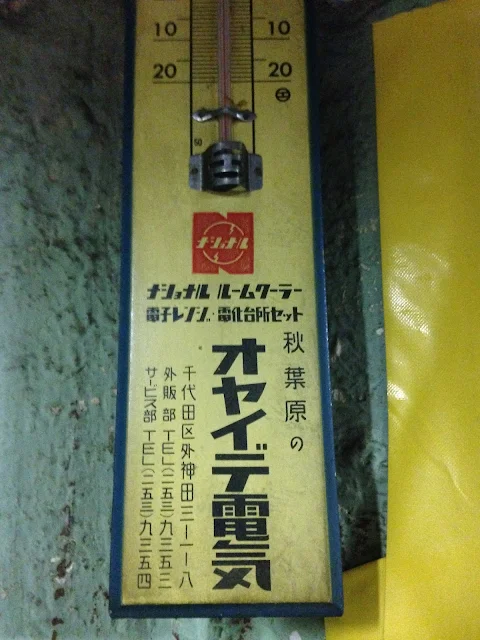 10 10
20 20
50
ナショナル
ナショナル ルームクーラー
電子レンジ・電化台所セット
秋葉原の
オヤイデ電気
千代田区外神田三ー一ー八
外販部 TEL(二五三)九三五三
サービス部 TEL(二五三)九三五四